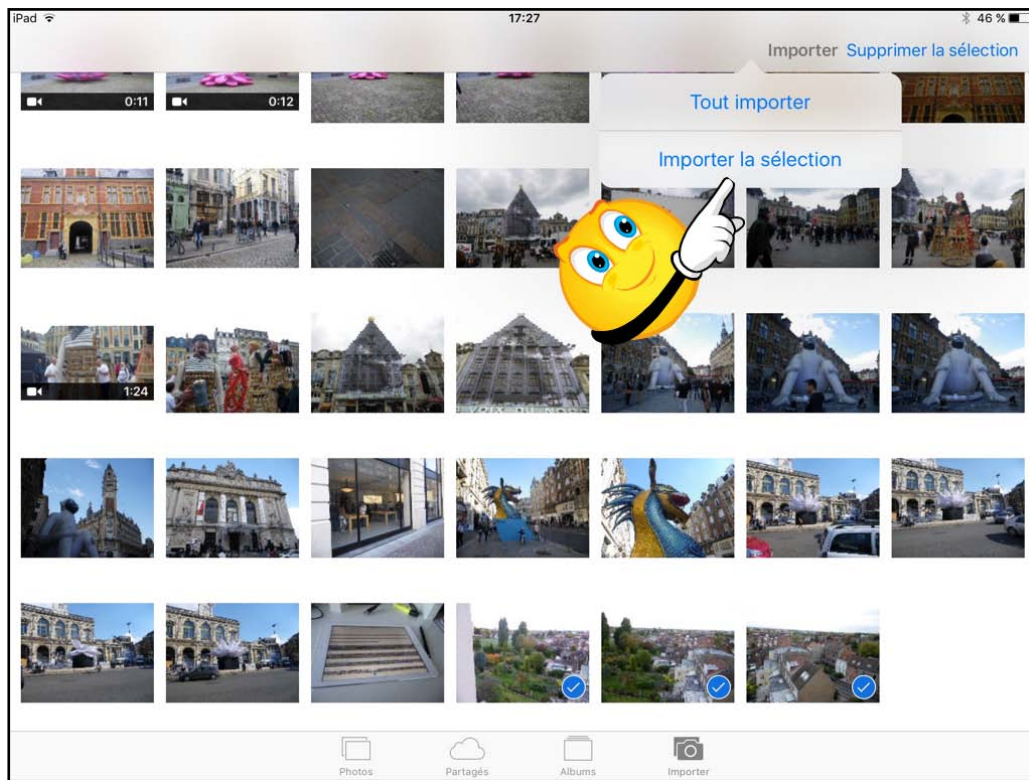 iPad 17:27 46 %
Importer Supprimer la sélection
Tout importer
Importer la sélection
0:11 0:12
1:24
Photos Partagés Albums Importer